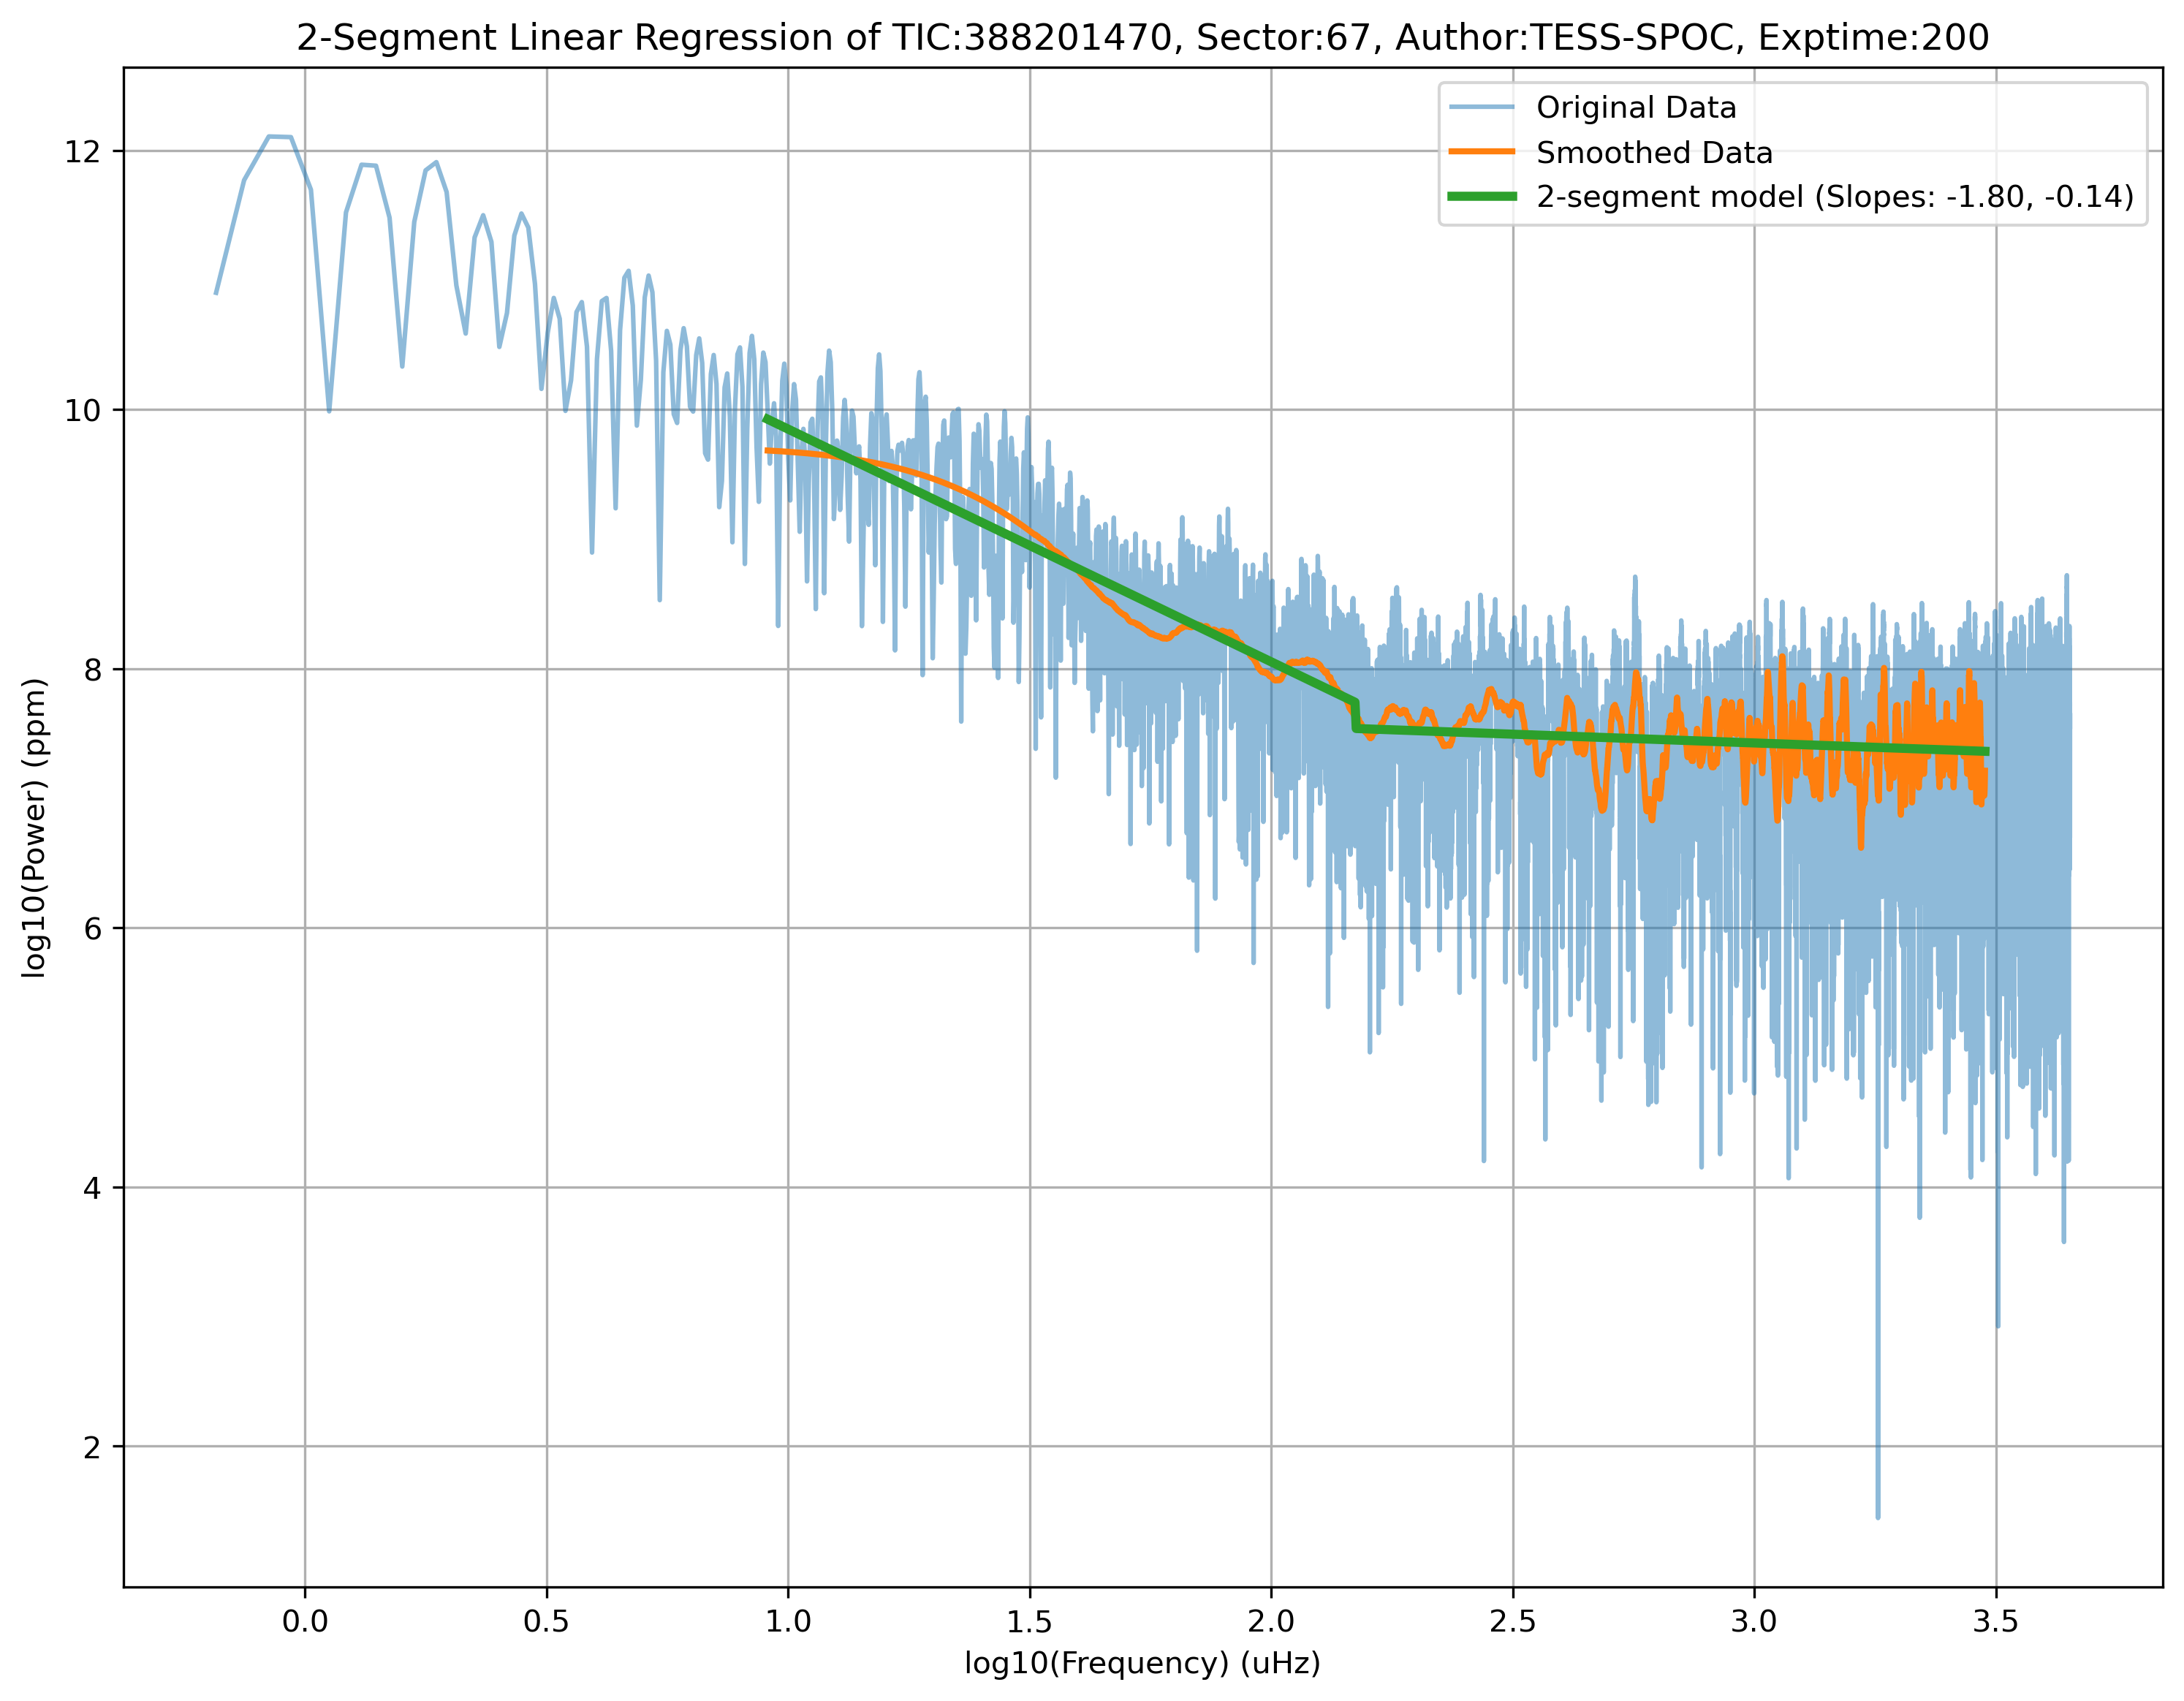 2-Segment Linear Regression of TIC:388201470, Sector:67, Author:TESS-SPOC, Exptime:200
Original Data
Smoothed Data
2-segment model (Slopes: -1.80, -0.14)
log10(Power) (ppm)
12
10
8
6
4
2
0.0 0.5 1.0 1.5 2.0 2.5 3.0 3.5
log10(Frequency) (uHz)